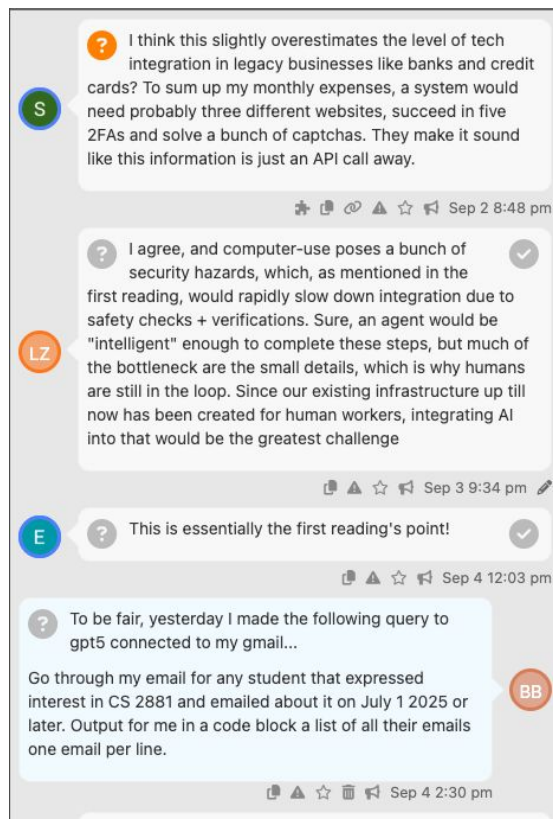 ? I think this slightly overestimates the level of tech
integration in legacy businesses like banks and credit
cards? To sum up my monthly expenses, a system would
need probably three different websites, succeed in five
2FAs and solve a bunch of captchas. They make it sound
like this information is just an API call away.
S
Sep 2 8:48 pm
? I agree, and computer-use poses a bunch of
security hazards, which, as mentioned in the
first reading, would rapidly slow down integration due to
safety checks + verifications. Sure, an agent would be
"intelligent" enough to complete these steps, but much of
the bottleneck are the small details, which is why humans
are still in the loop. Since our existing infrastructure up till
now has been created for human workers, integrating AI
into that would be the greatest challenge
LZ
Sep 3 9:34 pm
E
? This is essentially the first reading's point!
Sep 4 12:03 pm
? To be fair, yesterday I made the following query to
gpt5 connected to my gmail...
Go through my email for any student that expressed
interest in CS 2881 and emailed about it on July 1 2025 or
later. Output for me in a code block a list of all their emails
one email per line.
BB
Sep 4 2:30 pm